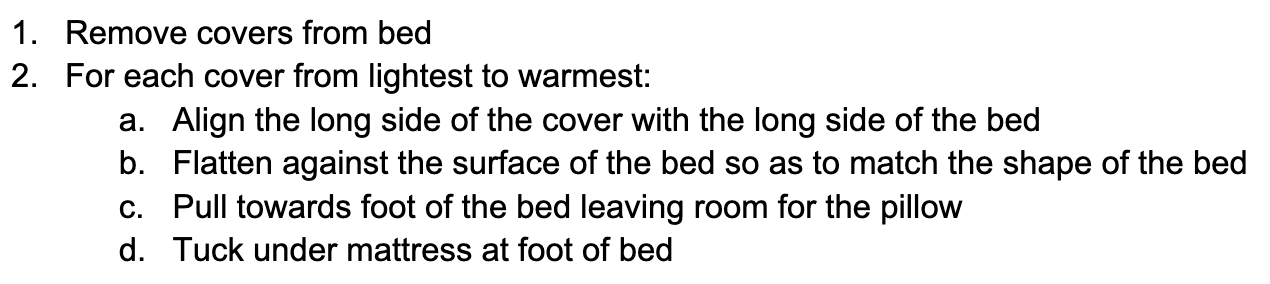 1. Remove covers from bed
2. For each cover from lightest to warmest:
a. Align the long side of the cover with the long side of the bed
b. Flatten against the surface of the bed so as to match the shape of the bed
c. Pull towards foot of the bed leaving room for the pillow
d. Tuck under mattress at foot of bed